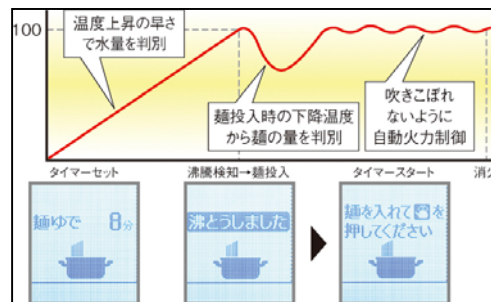 100
温度上昇の早さ
で水量を判別
麺投入時の下降温度
から麺の量を判別
吹きこぼれ
ないように
自動火力制御
タイマーセット
沸騰検知→麺投入
タイマースタート
消火
麺ゆで 8分
沸とうしました
麺を入れて を
押してください